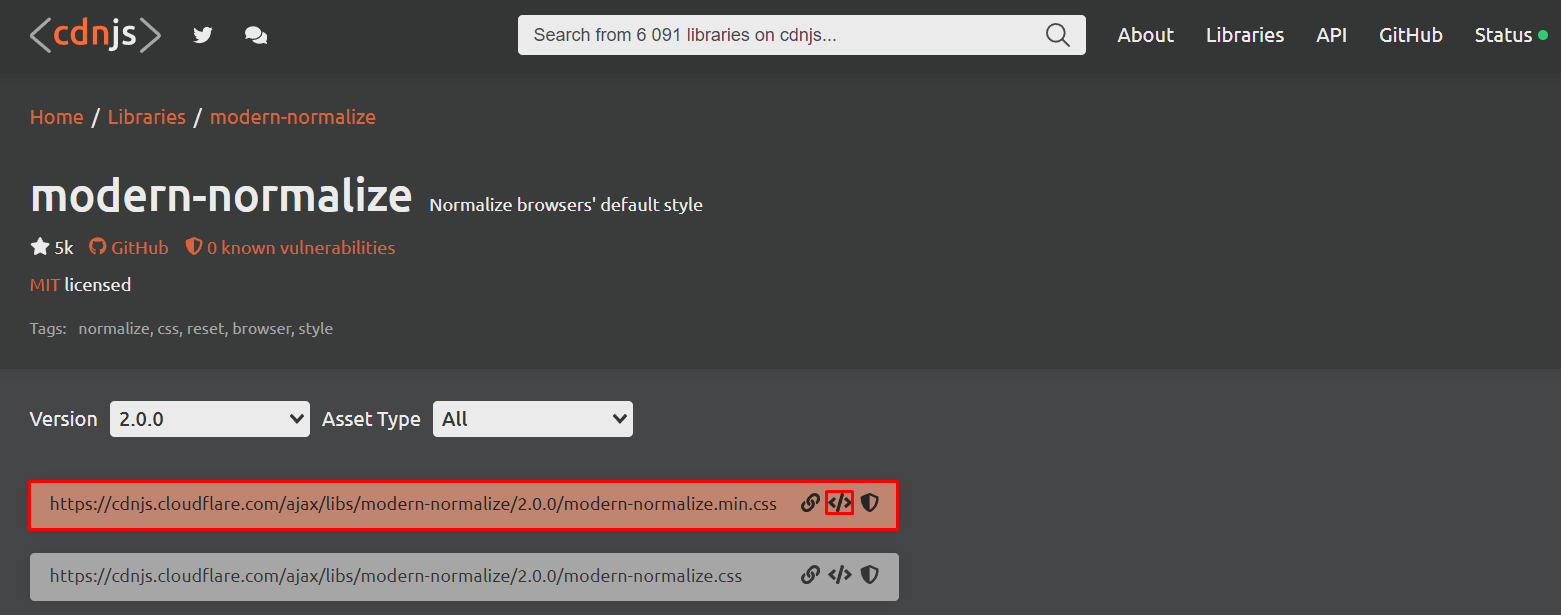 <cdnjs> Search from 6 091 libraries on cdnjs... About Libraries API GitHub Status
Home / Libraries / modern-normalize
modern-normalize Normalize browsers' default style
5k GitHub 0 known vulnerabilities
MIT licensed
Tags: normalize, css, reset, browser, style
Version 2.0.0 Asset Type All
https://cdnjs.cloudflare.com/ajax/libs/modern-normalize/2.0.0/modern-normalize.min.css </>
https://cdnjs.cloudflare.com/ajax/libs/modern-normalize/2.0.0/modern-normalize.css </>